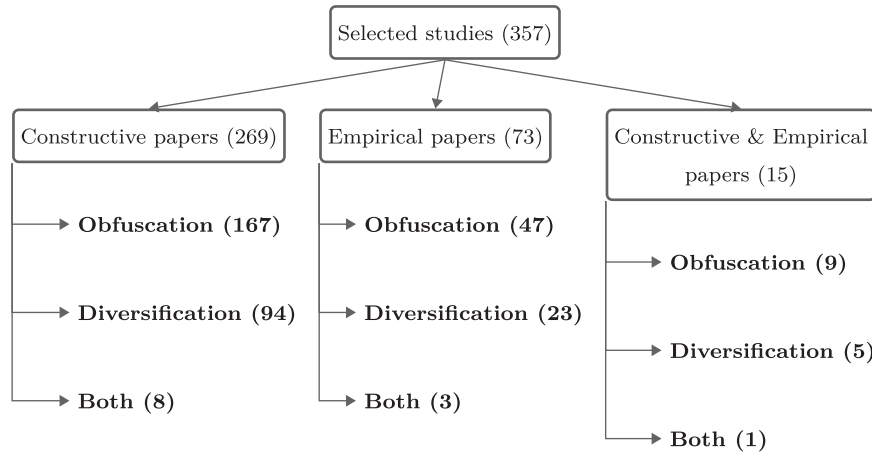 Selected studies (357)
Constructive papers (269)
Obfuscation (167)
Diversification (94)
Both (8)
Empirical papers (73)
Obfuscation (47)
Diversification (23)
Both (3)
Constructive & Empirical
papers (15)
Obfuscation (9)
Diversification (5)
Both (1)